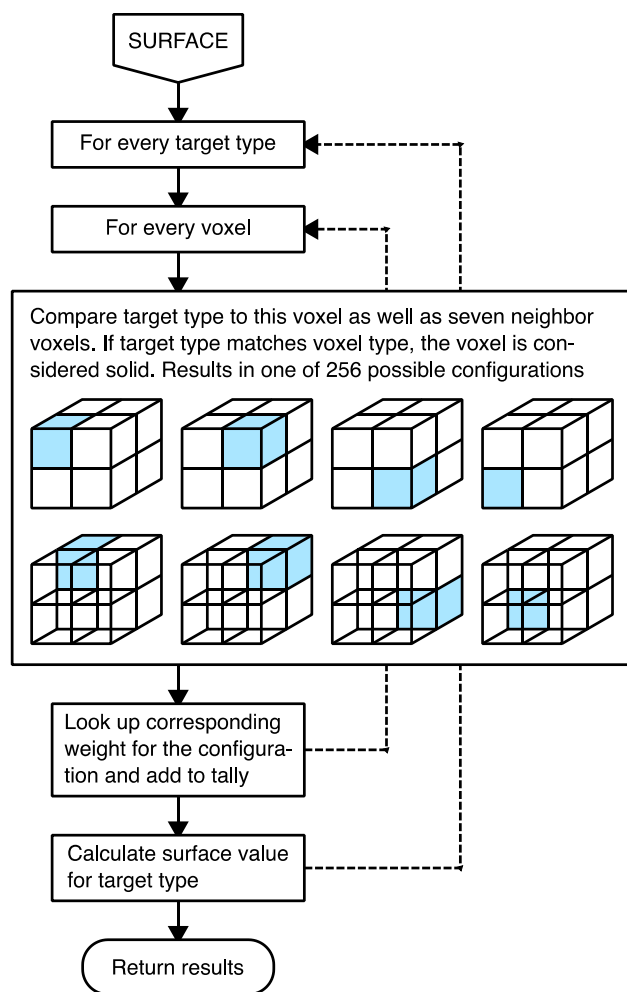 SURFACE
For every target type
For every voxel
Compare target type to this voxel as well as seven neighbor
voxels. If target type matches voxel type, the voxel is con-
sidered solid. Results in one of 256 possible configurations
Look up corresponding
weight for the configura-
tion and add to tally
Calculate surface value
for target type
Return results